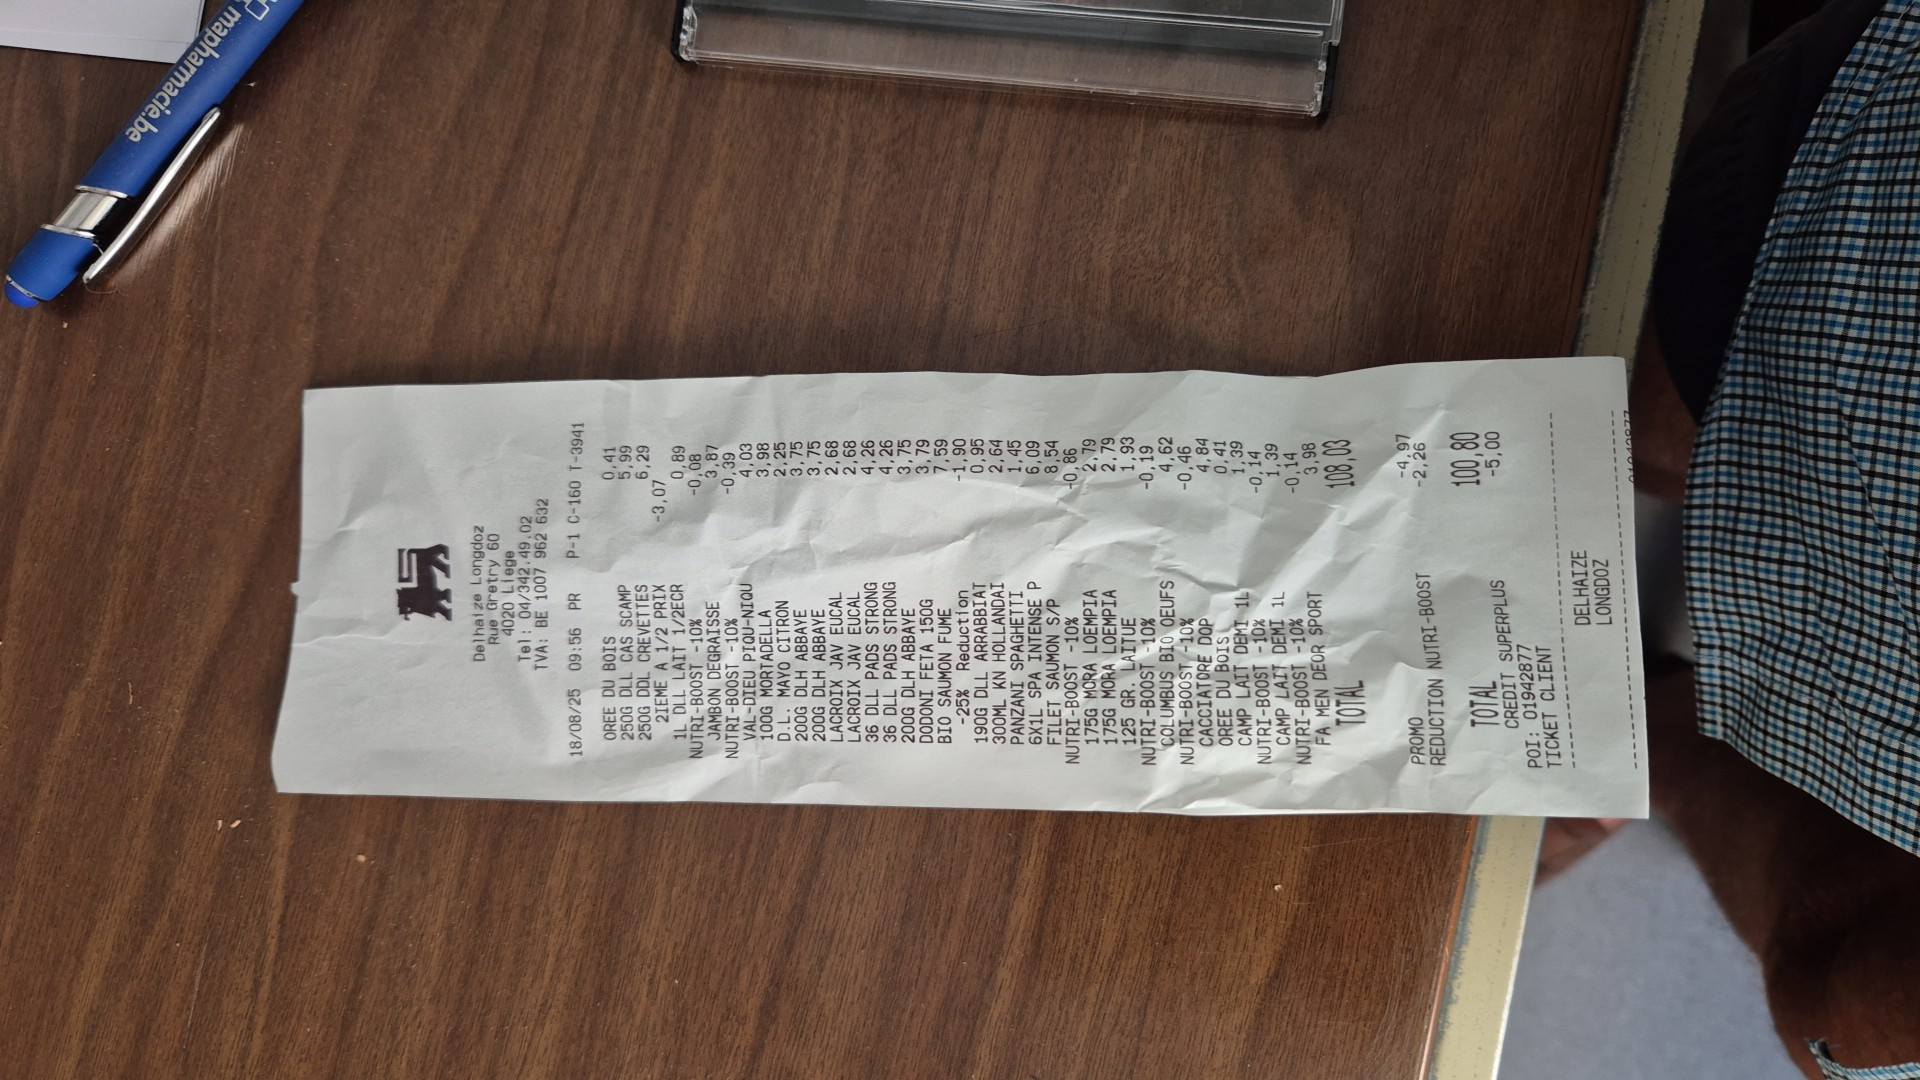 mapharmacie.be
Delhaize Longdoz
Rue Gretry 60
4020 Liege
Tel: 04/342.49.02
TVA: BE 1007 962 632
18/08/25 09:56 PR P-1 C-160 T-3941
OREE DU BOIS 0,41
250G DLL CAS SCAMP 5,99
250G DDL CREVETTES 6,29
2IEME A 1/2 PRIX -3,07
1L DLL LAIT 1/2ECR 0,89
NUTRI-BOOST -10% -0,08
JAMBON DEGRAISSE 3,87
NUTRI-BOOST -10% -0,39
VAL-DIEU PIOU-NIOU 4,03
100G MORTADELLA 3,98
D.L. MAYO CITRON 2,25
200G DLH ABBAYE 3,75
200G DLH ABBAYE 3,75
LACROIX JAV EUCAL 2,68
LACROIX JAV EUCAL 2,68
36 DLL PADS STRONG 4,26
36 DLL PADS STRONG 4,26
200G DLH ABBAYE 3,75
DODONI FETA 150G 3,79
BIO SAUMON FUME 7,59
-25% Reduction -1,90
190G DLL ARRABBIAT 0,95
300ML KN HOLLANDAI 2,64
PANZANI SPAGHETTI 1,45
6X1L SPA INTENSE P 6,09
FILET SAUMON S/P 8,54
NUTRI-BOOST -10% -0,86
175G MORA LOEMPIA 2,79
175G MORA LOEMPIA 2,79
125 GR. LAITUE 1,93
NUTRI-BOOST -10% -0,19
COLUMBUS BIO OEUFS 4,62
NUTRI-BOOST -10% -0,46
CACCIATORE DOP 4,84
OREE DU BOIS 0,41
CAMP LAIT DEMI 1L 1,39
NUTRI-BOOST -10% -0,14
CAMP LAIT DEMI 1L 1,39
NUTRI-BOOST -10% -0,14
FA MEN DEOR SPORT 3,98
TOTAL 108,03
PROMO -4,97
REDUCTION NUTRI-BOOST -2,26
TOTAL 100,80
CREDIT SUPERPLUS -5,00
POI: 01942877
TICKET CLIENT
DELHAIZE
LONGDOZ